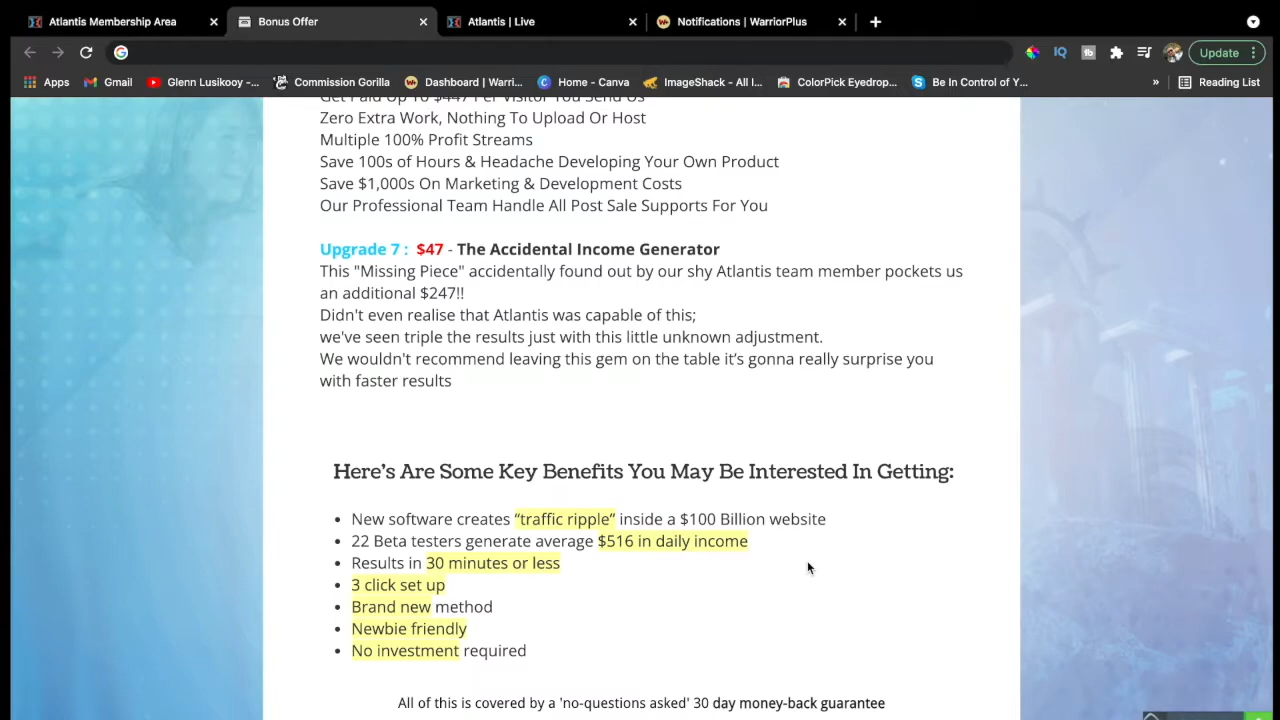 Atlantis Membership Area
Bonus Offer
Atlantis | Live
Notifications | WarriorPlus
Update
Apps
Gmail
Glenn Lusikooy -...
Commission Gorilla
Dashboard | Warri...
Home - Canva
ImageShack - All I...
ColorPick Eyedrop...
Be In Control of Y...
»
Reading List
Get Paid Up To $447 Per Visitor You Send Us
Zero Extra Work, Nothing To Upload Or Host
Multiple 100% Profit Streams
Save 100s of Hours & Headache Developing Your Own Product
Save $1,000s On Marketing & Development Costs
Our Professional Team Handle All Post Sale Supports For You
Upgrade 7 : $47 - The Accidental Income Generator
This "Missing Piece" accidentally found out by our shy Atlantis team member pockets us
an additional $247!!
Didn't even realise that Atlantis was capable of this;
we've seen triple the results just with this little unknown adjustment.
We wouldn't recommend leaving this gem on the table it’s gonna really surprise you
with faster results
Here’s Are Some Key Benefits You May Be Interested In Getting:
• New software creates “traffic ripple” inside a $100 Billion website
• 22 Beta testers generate average $516 in daily income
• Results in 30 minutes or less
• 3 click set up
• Brand new method
• Newbie friendly
• No investment required
All of this is covered by a 'no-questions asked' 30 day money-back guarantee